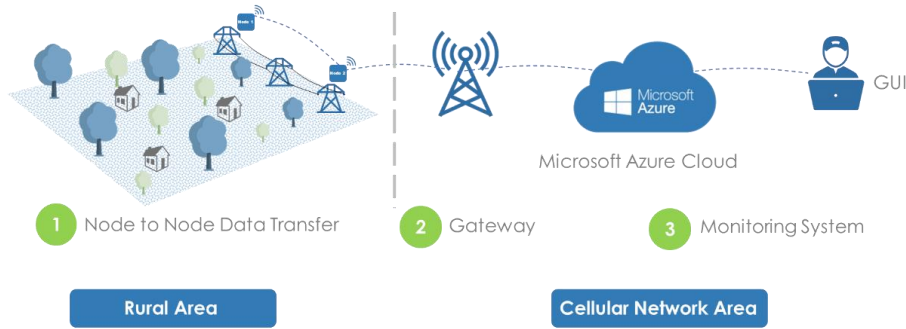 Node 1
Node 2
Microsoft
Azure
GUI
Microsoft Azure Cloud
1 Node to Node Data Transfer
2 Gateway
3 Monitoring System
Rural Area
Cellular Network Area